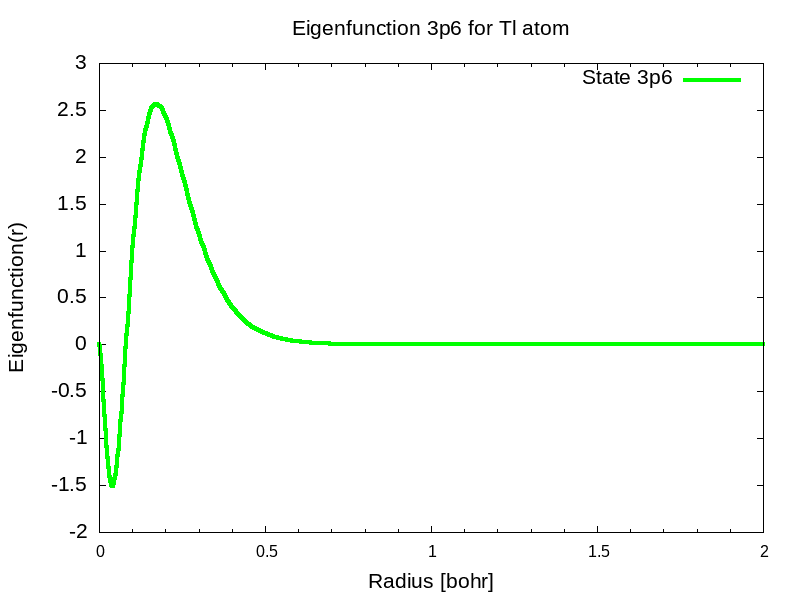 Eigenfunction 3p6 for Tl atom
State 3p6
3
2.5
2
1.5
1
0.5
0
-0.5
-1
-1.5
-2
Eigenfunction(r)
0 0.5 1 1.5 2
Radius [bohr]